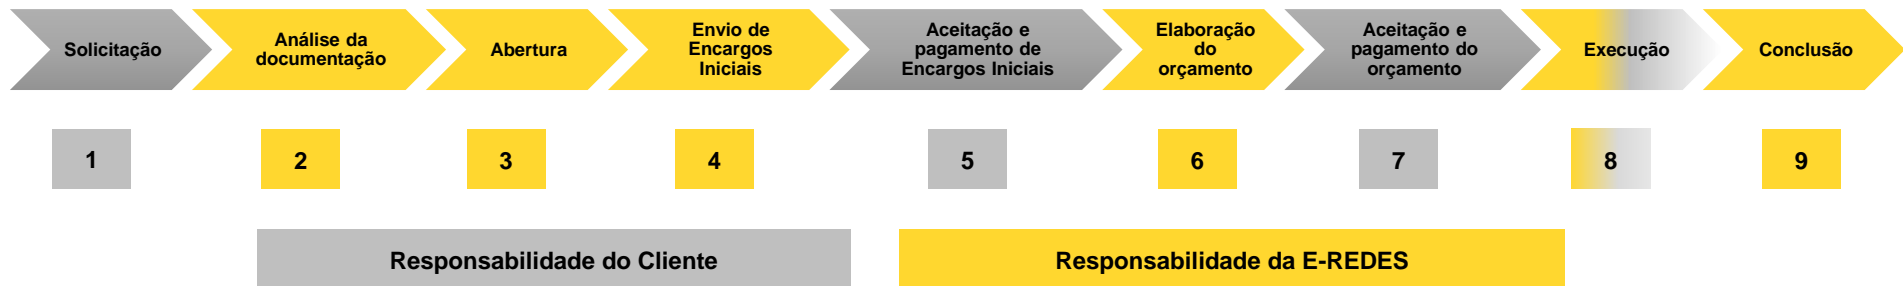 Solicitação
Análise da
documentação
Abertura
Envio de
Encargos
Iniciais
Aceitação e
pagamento de
Encargos Iniciais
Elaboração
do
orçamento
Aceitação e
pagamento do
orçamento
Execução
Conclusão
1
2
3
4
5
6
7
8
9
Responsabilidade do Cliente
Responsabilidade da E-REDES